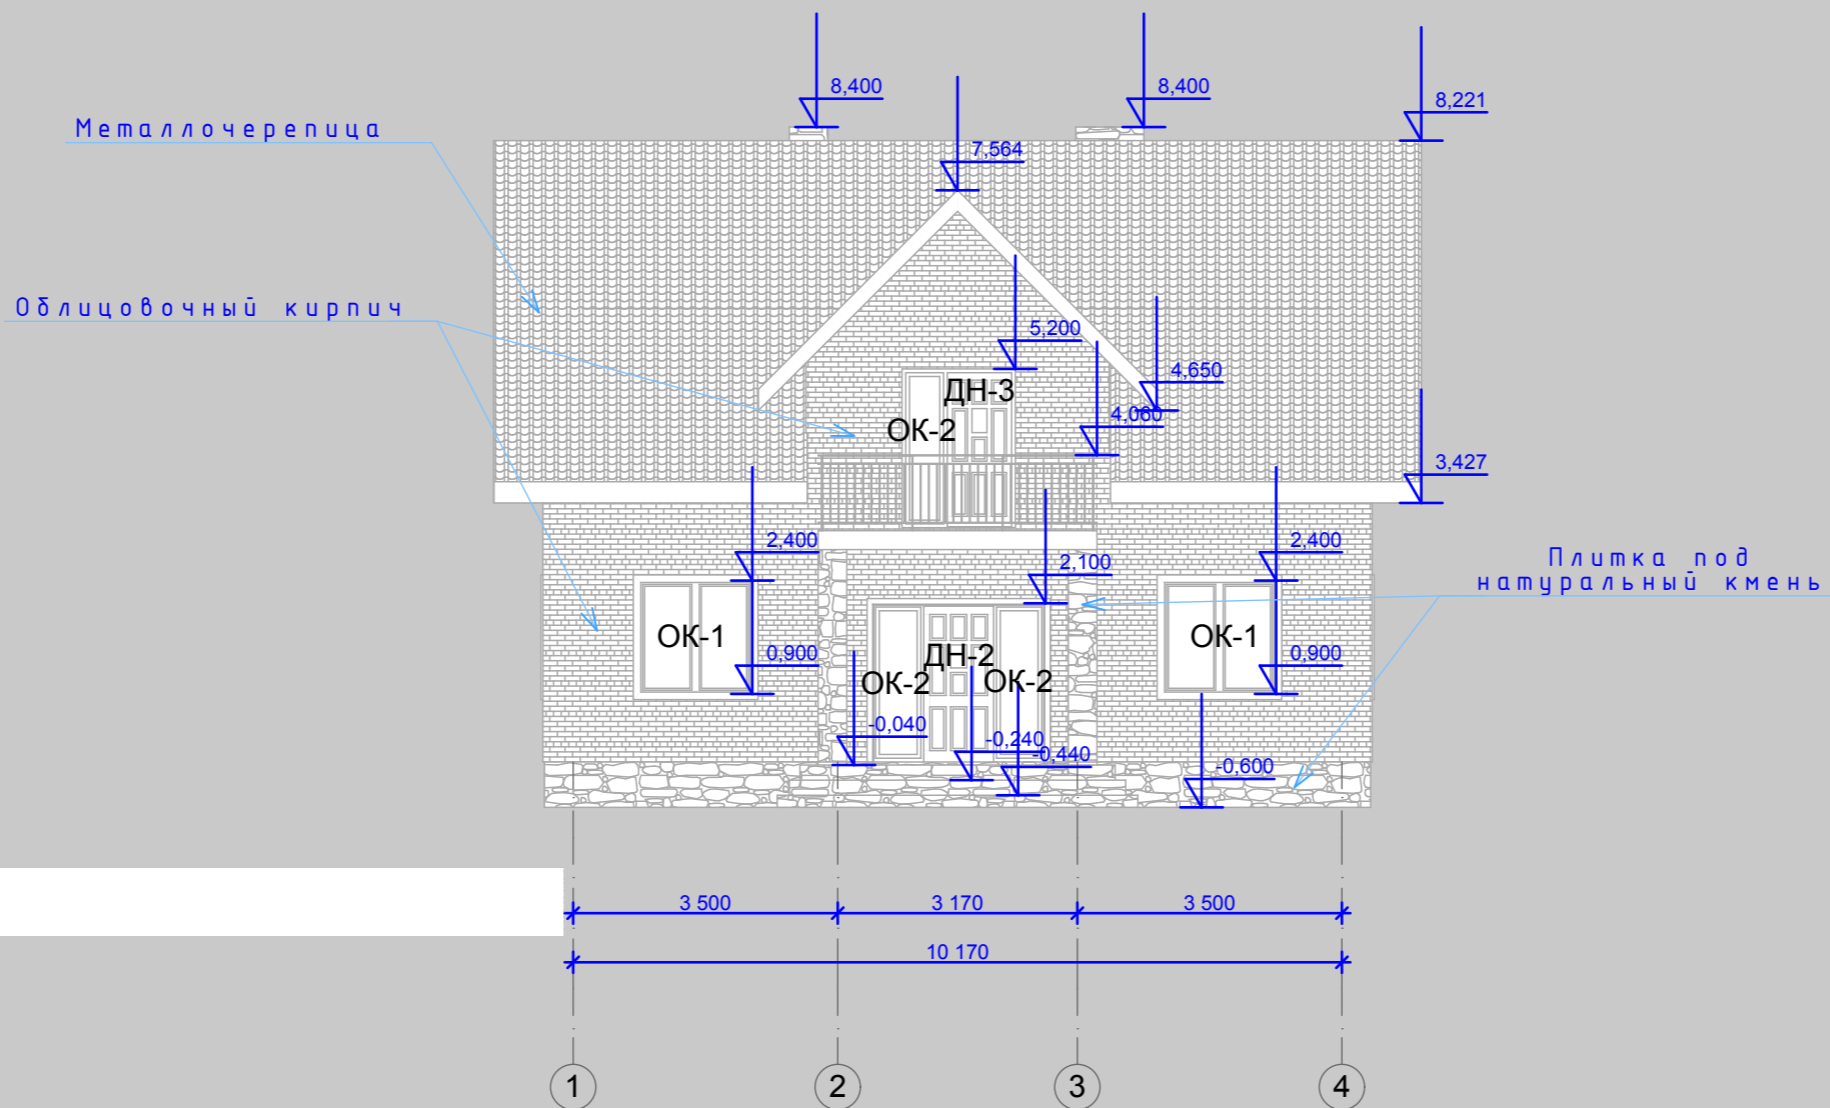 8,400
8,400
8,221
Металлочерепица
7,564
Облицовочный кирпич
5,200
4,650
ДН-3
4,060
ОК-2
3,427
2,400
2,400
2,100
Плитка под
натуральный кмень
ОК-1
ОК-1
0,900
ДН-2
0,900
ОК-2
ОК-2
-0,040
-0,240
-0,440
-0,600
3 500
3 170
3 500
10 170
1
2
3
4